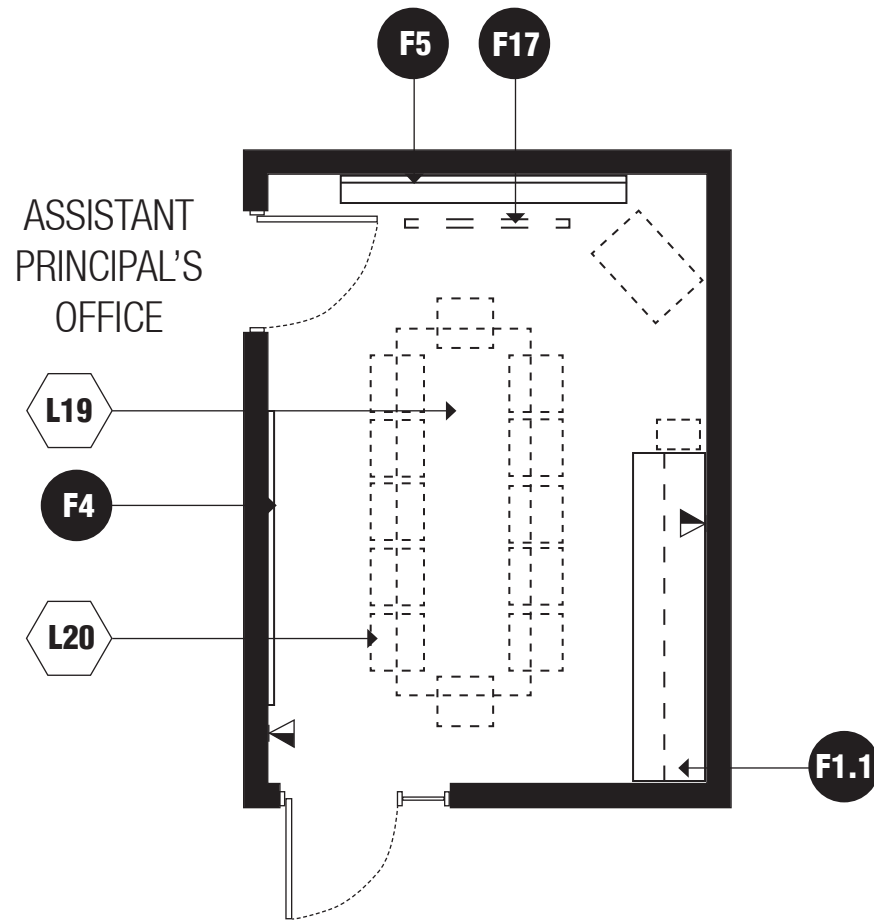 F5
F17
ASSISTANT
PRINCIPAL'S
OFFICE
L19
F4
L20
F1.1